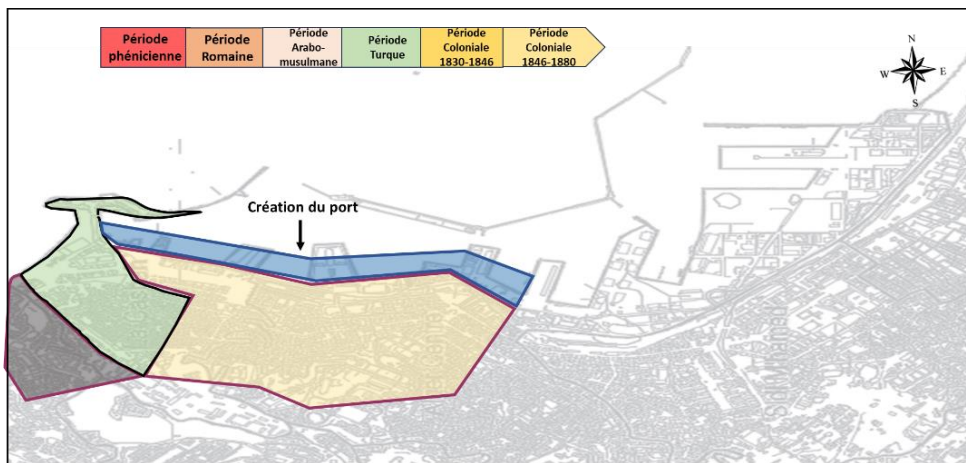 Période
phénicienne
Période
Romaine
Période
Arabo-
musulmane
Période
Turque
Période
Coloniale
1830-1846
Période
Coloniale
1846-1880
N
W
E
S
Création du port